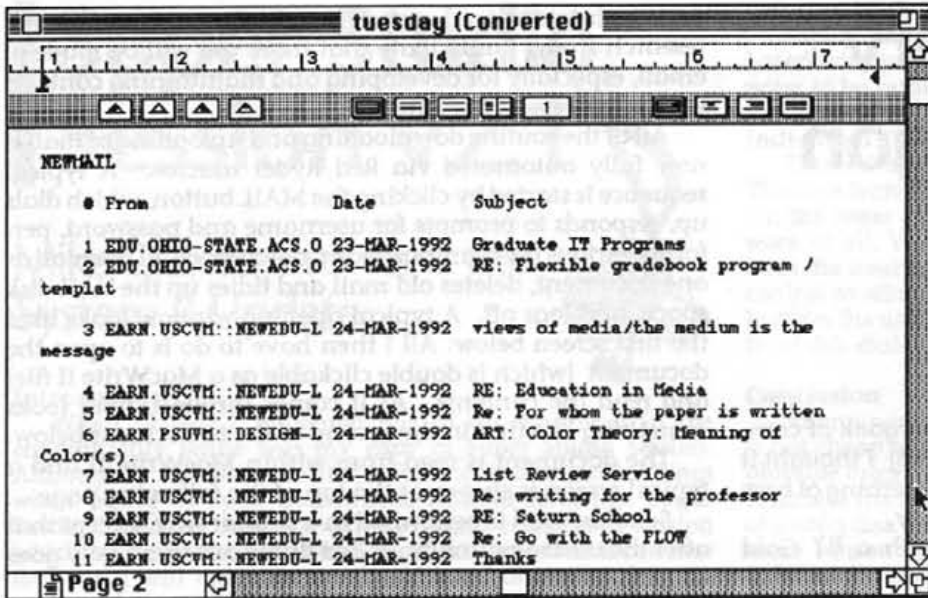 tuesday (Converted)
1 2 3 4 5 6 7
1
NEWMAIL
# From Date Subject
1 EDU.OHIO-STATE.ACS.O 23-MAR-1992 Graduate IT Programs
2 EDU.OHIO-STATE.ACS.O 23-MAR-1992 RE: Flexible gradebook program /
templat
3 EARN.USCVM::NEWEDU-L 24-MAR-1992 views of media/the medium is the
message
4 EARN.USCVM::NEWEDU-L 24-MAR-1992 RE: Education in Media
5 EARN.USCVM::NEWEDU-L 24-MAR-1992 Re: For whom the paper is written
6 EARN.PSUVM::DESIGN-L 24-MAR-1992 ART: Color Theory: Meaning of
Color(s).
7 EARN.USCVM::NEWEDU-L 24-MAR-1992 List Review Service
8 EARN.USCVM::NEWEDU-L 24-MAR-1992 Re: writing for the professor
9 EARN.USCVM::NEWEDU-L 24-MAR-1992 RE: Saturn School
10 EARN.USCVM::NEWEDU-L 24-MAR-1992 Re: Go with the FLOW
11 EARN.USCVM::NEWEDU-L 24-MAR-1992 Thanks
Page 2